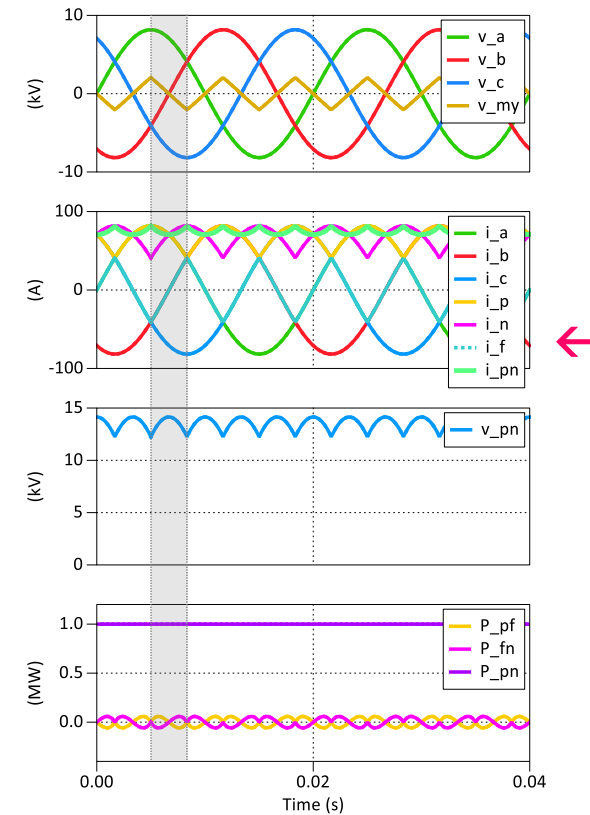 10
0
-10
(kV)
v_a
v_b
v_c
v_my
100
0
-100
(A)
i_a
i_b
i_c
i_p
i_n
i_f
i_pn
15
10
5
0
(kV)
v_pn
1.0
0.5
0.0
(MW)
P_pf
P_fn
P_pn
0.00
0.02
0.04
Time (s)